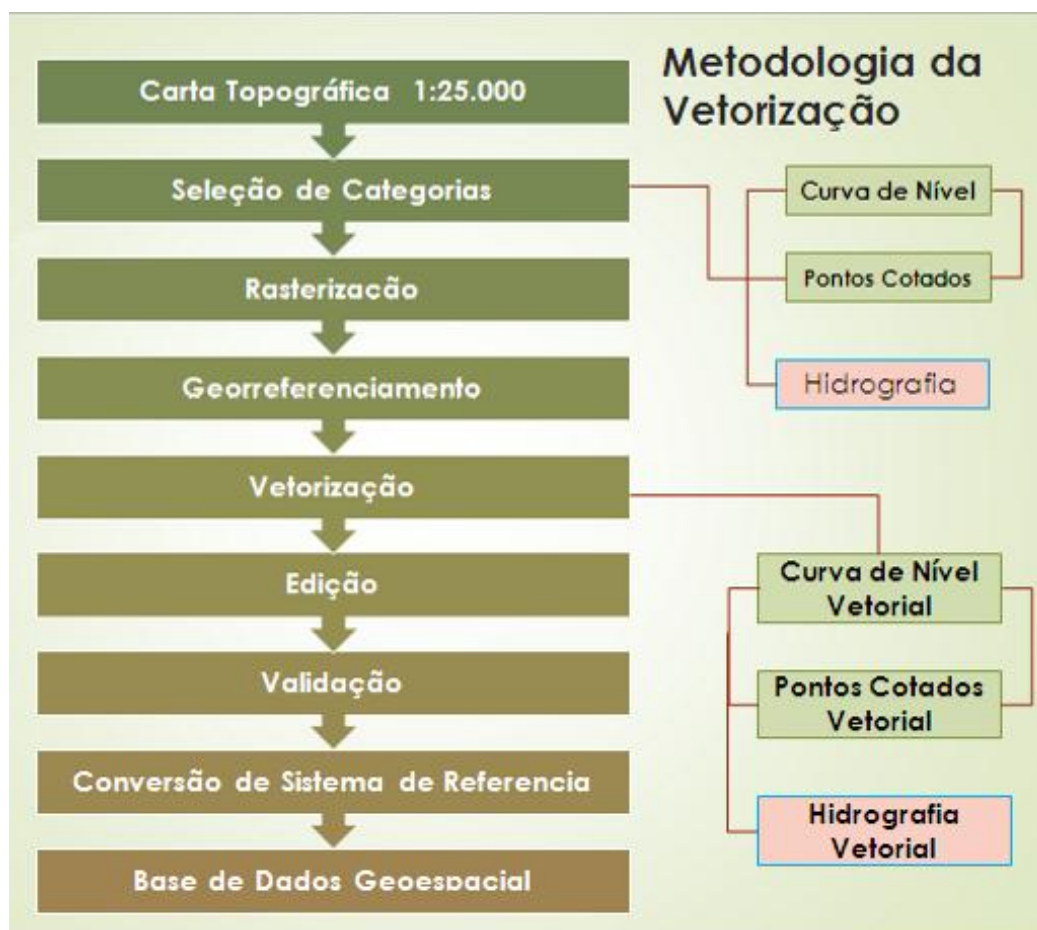 Metodologia da
Vetorização
Carta Topográfica 1:25.000
Seleção de Categorias
Rasterização
Georreferenciamento
Vetorização
Edição
Validação
Conversão de Sistema de Referencia
Base de Dados Geoespacial
Curva de Nível
Pontos Cotados
Hidrografia
Curva de Nível
Vetorial
Pontos Cotados
Vetorial
Hidrografia
Vetorial